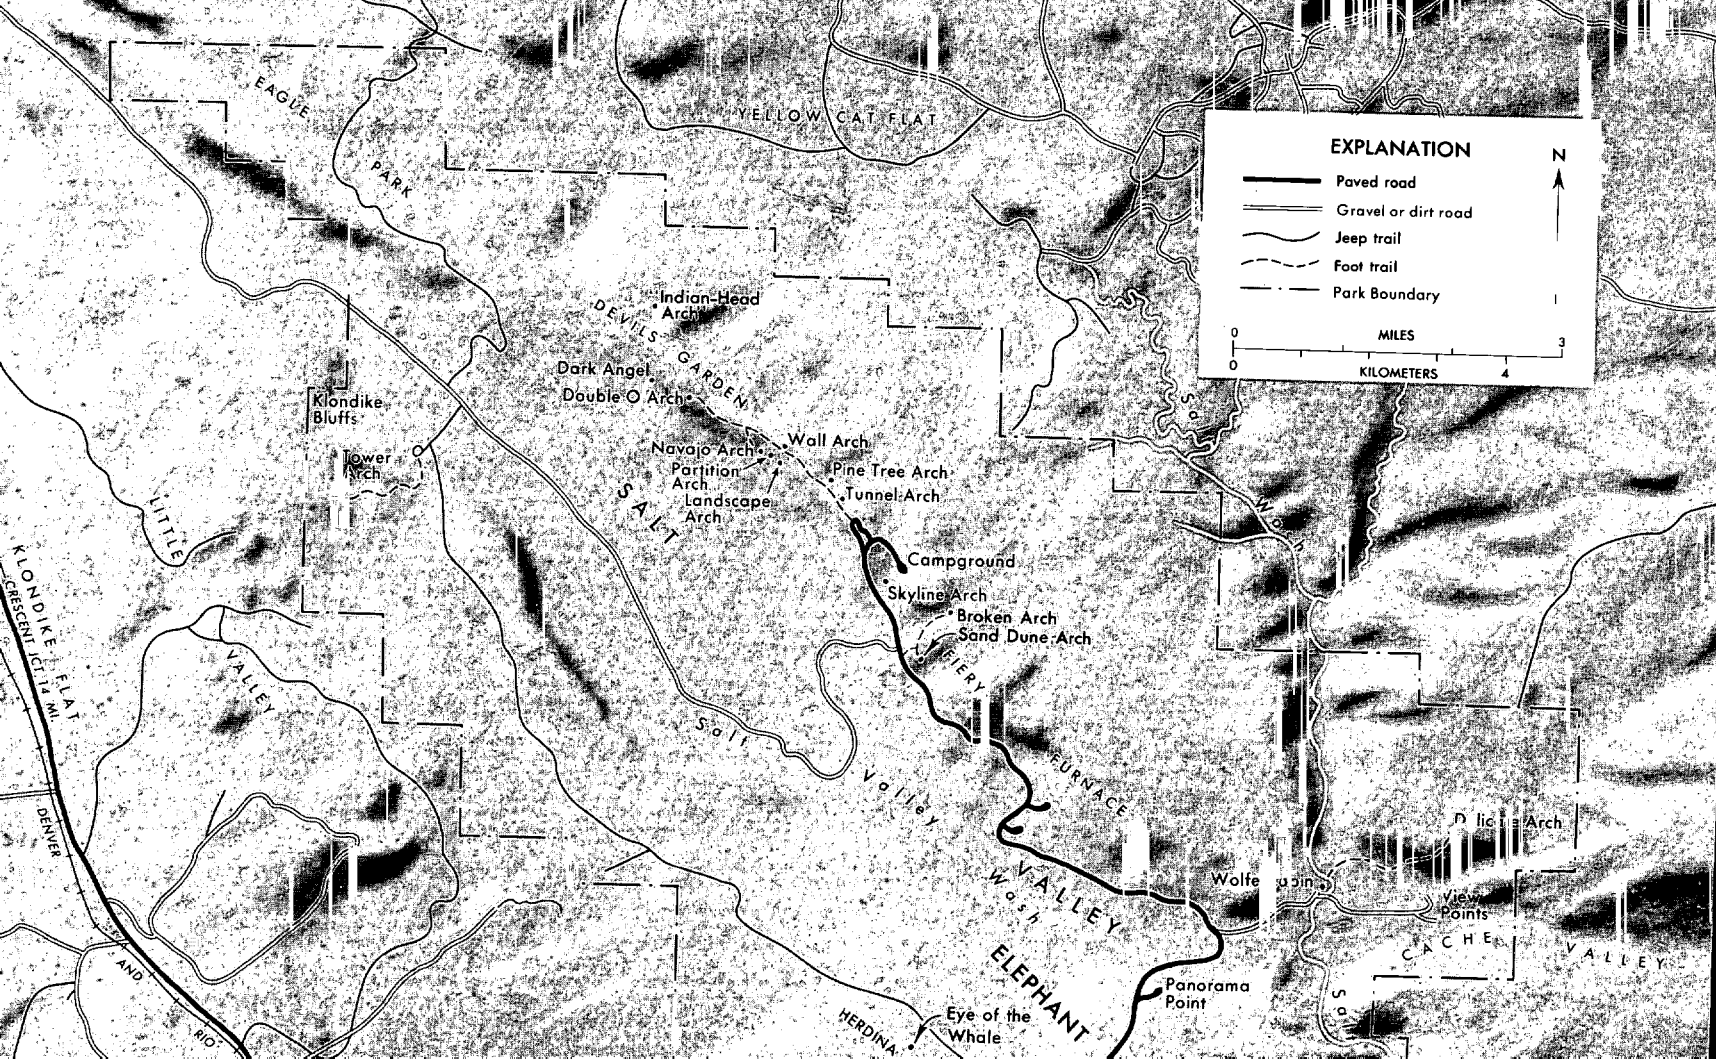 EAGLE
PARK
YELLOW CAT FLAT
EXPLANATION
N
Paved road
Gravel or dirt road
Jeep trail
Foot trail
Park Boundary
0
MILES
3
0
KILOMETERS
4
Indian-Head
Arch
DEVILS GARDEN
Dark Angel
Double O Arch
Klondike
Bluffs
Tower
Arch
Navajo Arch
Wall Arch
Partition
Arch
Landscape
Arch
Pine Tree Arch
Tunnel Arch
SALT
LITTLE
VALLEY
Campground
Skyline Arch
Broken Arch
Sand Dune Arch
FIERY
FURNACE
Wash
KLONDIKE FLAT
CRESCENT JCT 14 MI.
DENVER
AND
RIO
Salt
Valley
Wash
VALLEY
Arch
View
Points
CACHE
VALLEY
ELEPHANT
Panorama
Point
HERDINA
Eye of the
Whale